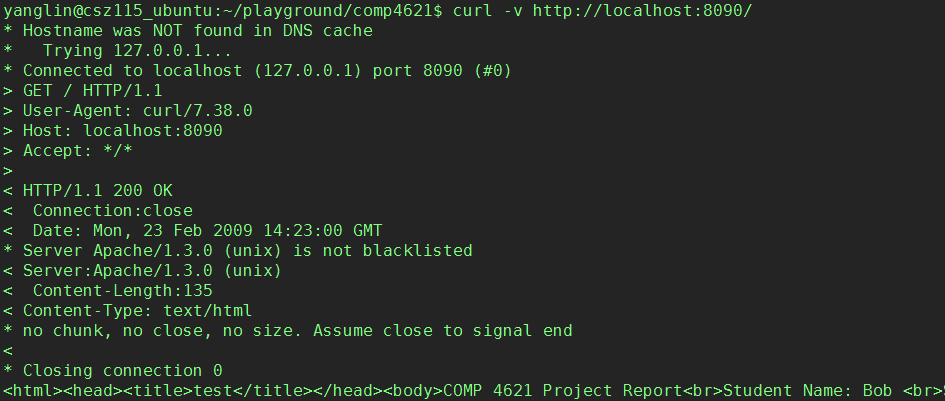 yanglin@csz115_ubuntu:~/playground/comp4621$ curl -v http://localhost:8090/
* Hostname was NOT found in DNS cache
*   Trying 127.0.0.1...
* Connected to localhost (127.0.0.1) port 8090 (#0)
> GET / HTTP/1.1
> User-Agent: curl/7.38.0
> Host: localhost:8090
> Accept: */*
>
< HTTP/1.1 200 OK
<  Connection:close
<  Date: Mon, 23 Feb 2009 14:23:00 GMT
* Server Apache/1.3.0 (unix) is not blacklisted
< Server:Apache/1.3.0 (unix)
<  Content-Length:135
< Content-Type: text/html
* no chunk, no close, no size. Assume close to signal end
<
* Closing connection 0
<html><head><title>test</title></head><body>COMP 4621 Project Report<br>Student Name: Bob <br>